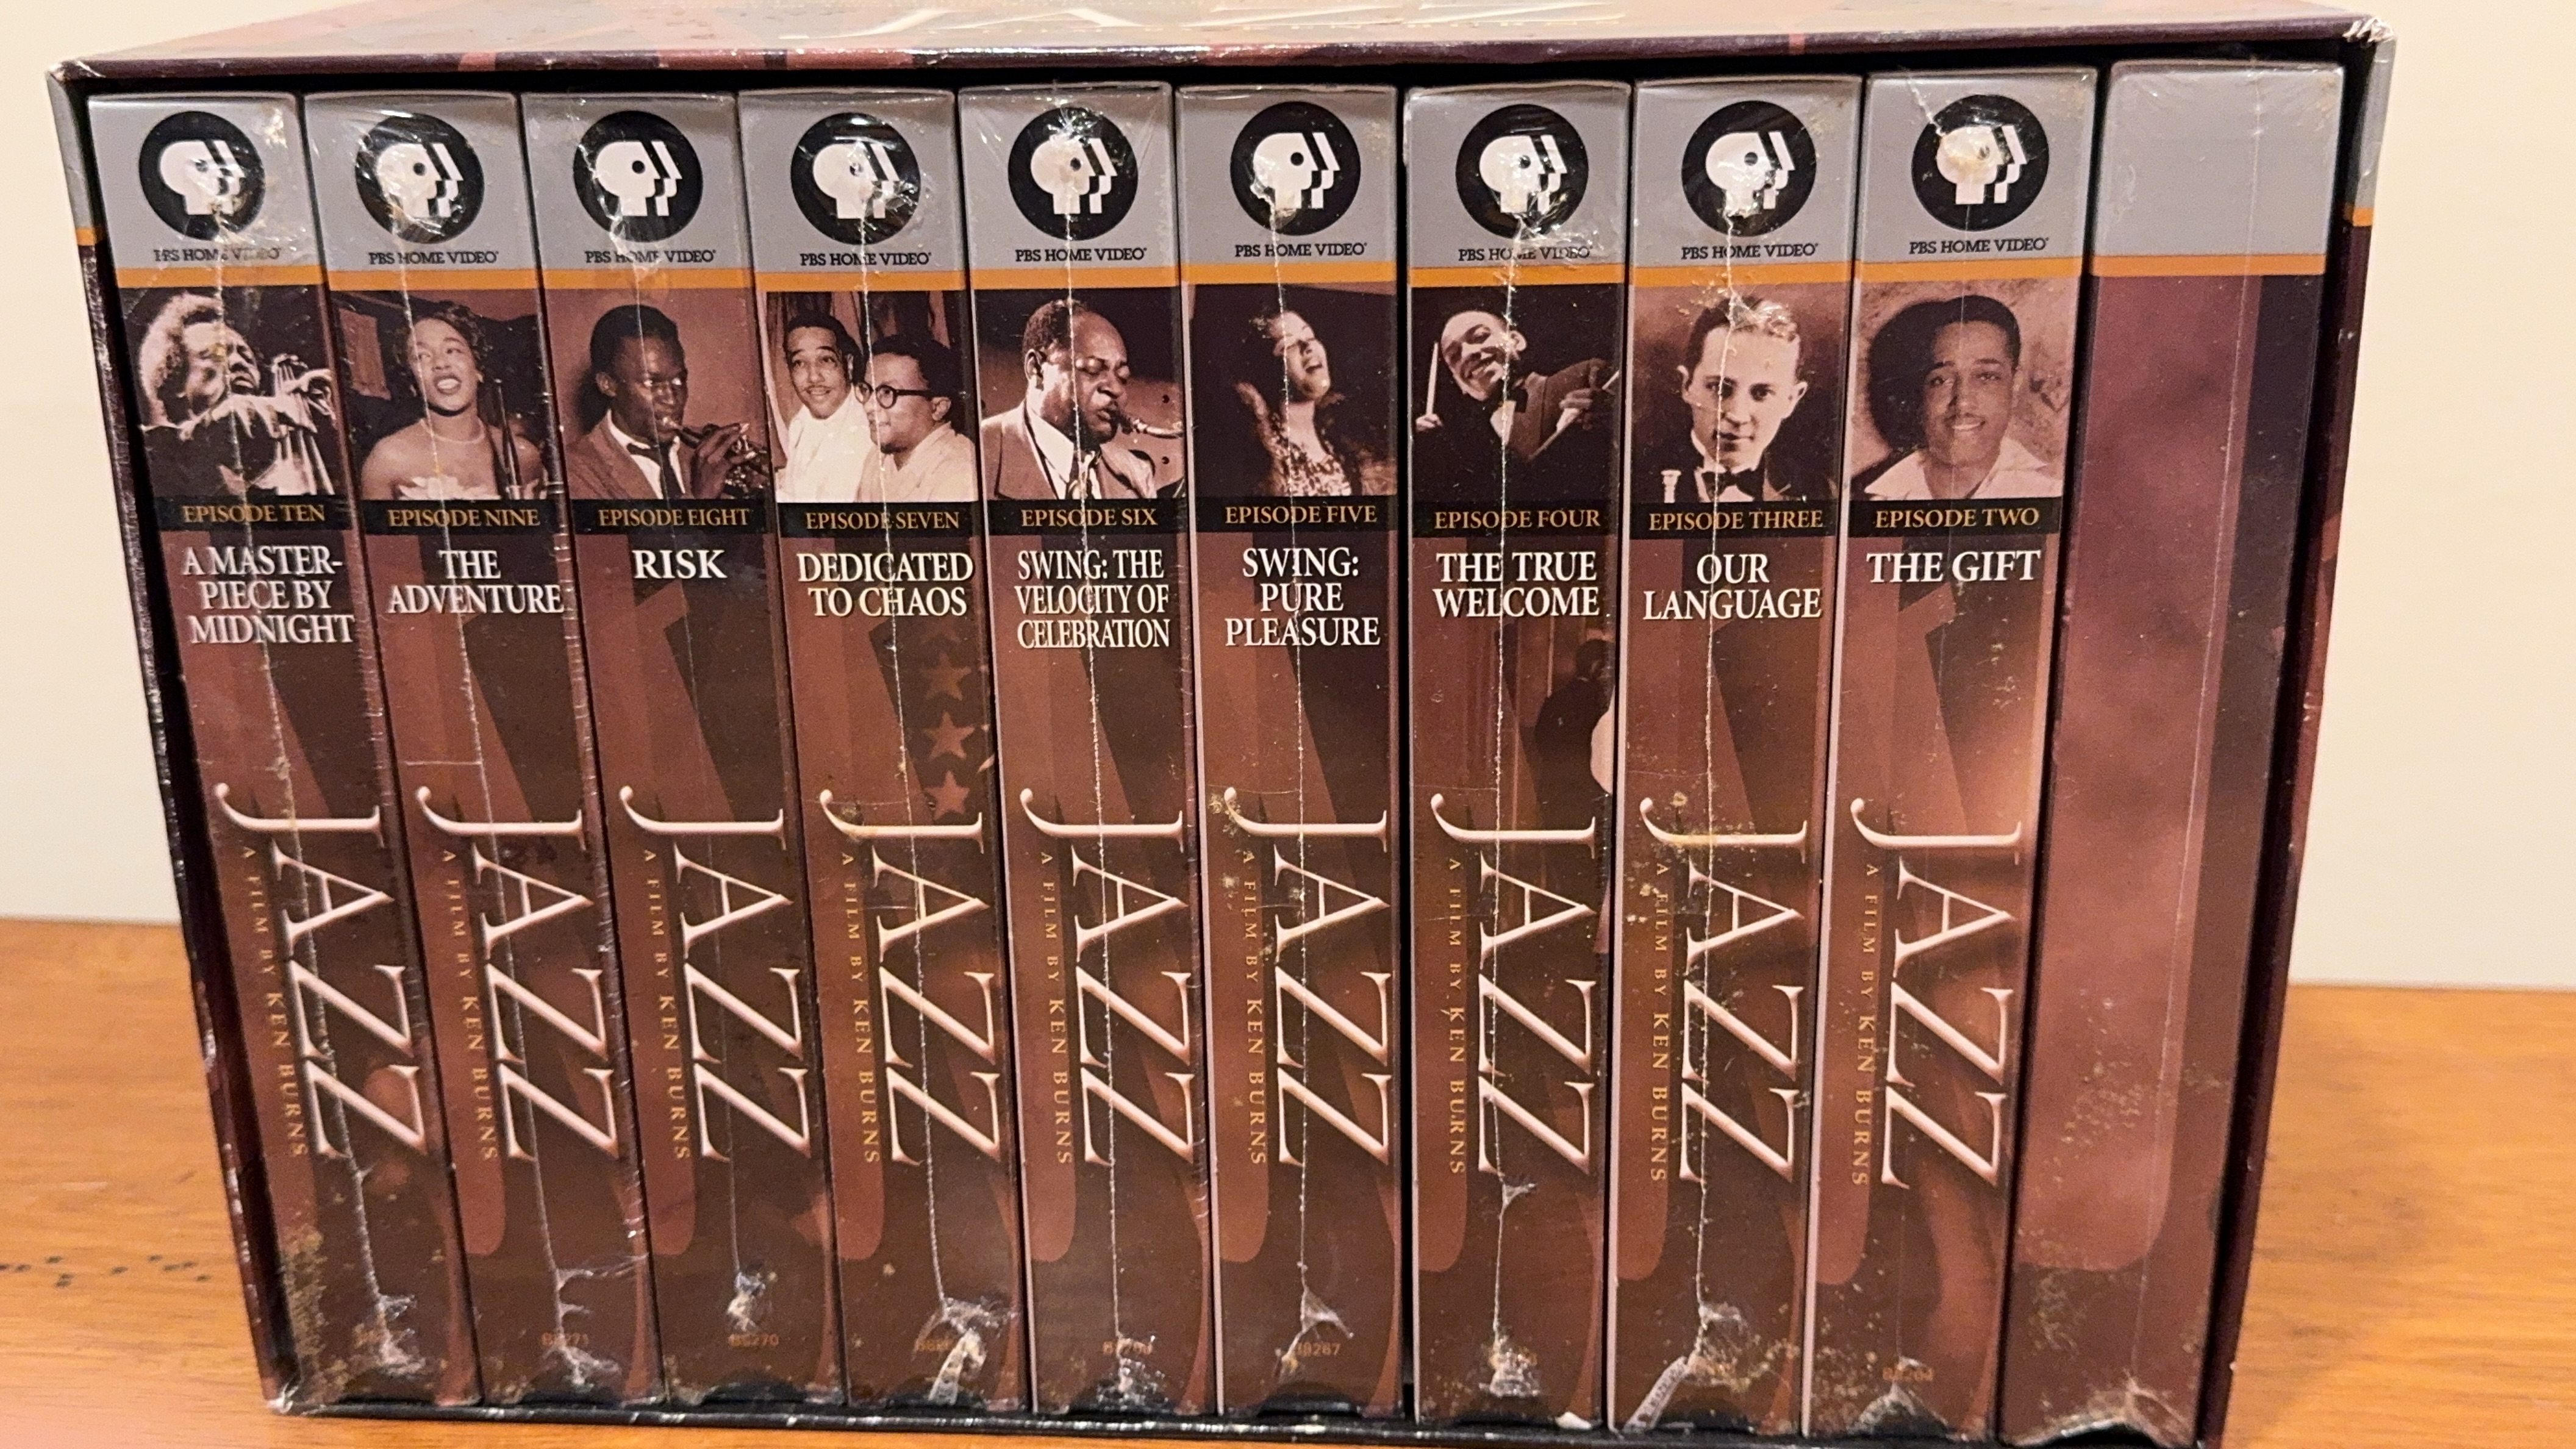 JAZZ
PBS HOME VIDEO
EPISODE TEN
A MASTER-
PIECE BY
MIDNIGHT
JAZZ
A FILM BY KEN BURNS
PBS HOME VIDEO
EPISODE NINE
THE
ADVENTURE
JAZZ
A FILM BY KEN BURNS
PBS HOME VIDEO
EPISODE EIGHT
RISK
JAZZ
A FILM BY KEN BURNS
PBS HOME VIDEO
EPISODE SEVEN
DEDICATED
TO CHAOS
JAZZ
A FILM BY KEN BURNS
PBS HOME VIDEO
EPISODE SIX
SWING: THE
VELOCITY OF
CELEBRATION
JAZZ
A FILM BY KEN BURNS
PBS HOME VIDEO
EPISODE FIVE
SWING:
PURE
PLEASURE
JAZZ
A FILM BY KEN BURNS
PBS HOME VIDEO
EPISODE FOUR
THE TRUE
WELCOME
JAZZ
A FILM BY KEN BURNS
PBS HOME VIDEO
EPISODE THREE
OUR
LANGUAGE
JAZZ
A FILM BY KEN BURNS
PBS HOME VIDEO
EPISODE TWO
THE GIFT
JAZZ
A FILM BY KEN BURNS